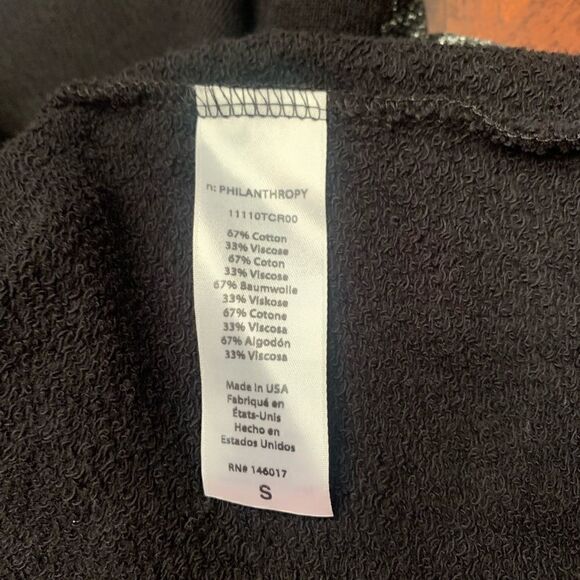 n: PHILANTHROPY
11110TCR00
67% Cotton
33% Viscose
67% Coton
33% Viscose
67% Baumwolle
33% Viskose
67% Cotone
33% Viscosa
67% Algodón
33% Viscosa
Made in USA
Fabriqué en
États-Unis
Hecho en
Estados Unidos
RN# 146017
S